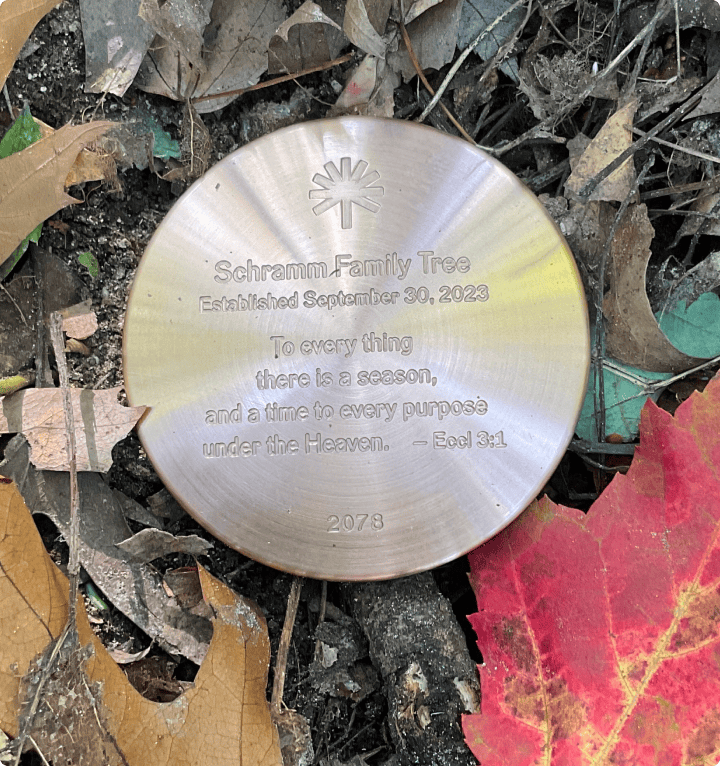 Schramm Family Tree
Established September 30, 2023
To every thing
there is a season,
and a time to every purpose
under the Heaven. – Eccl 3:1
2078